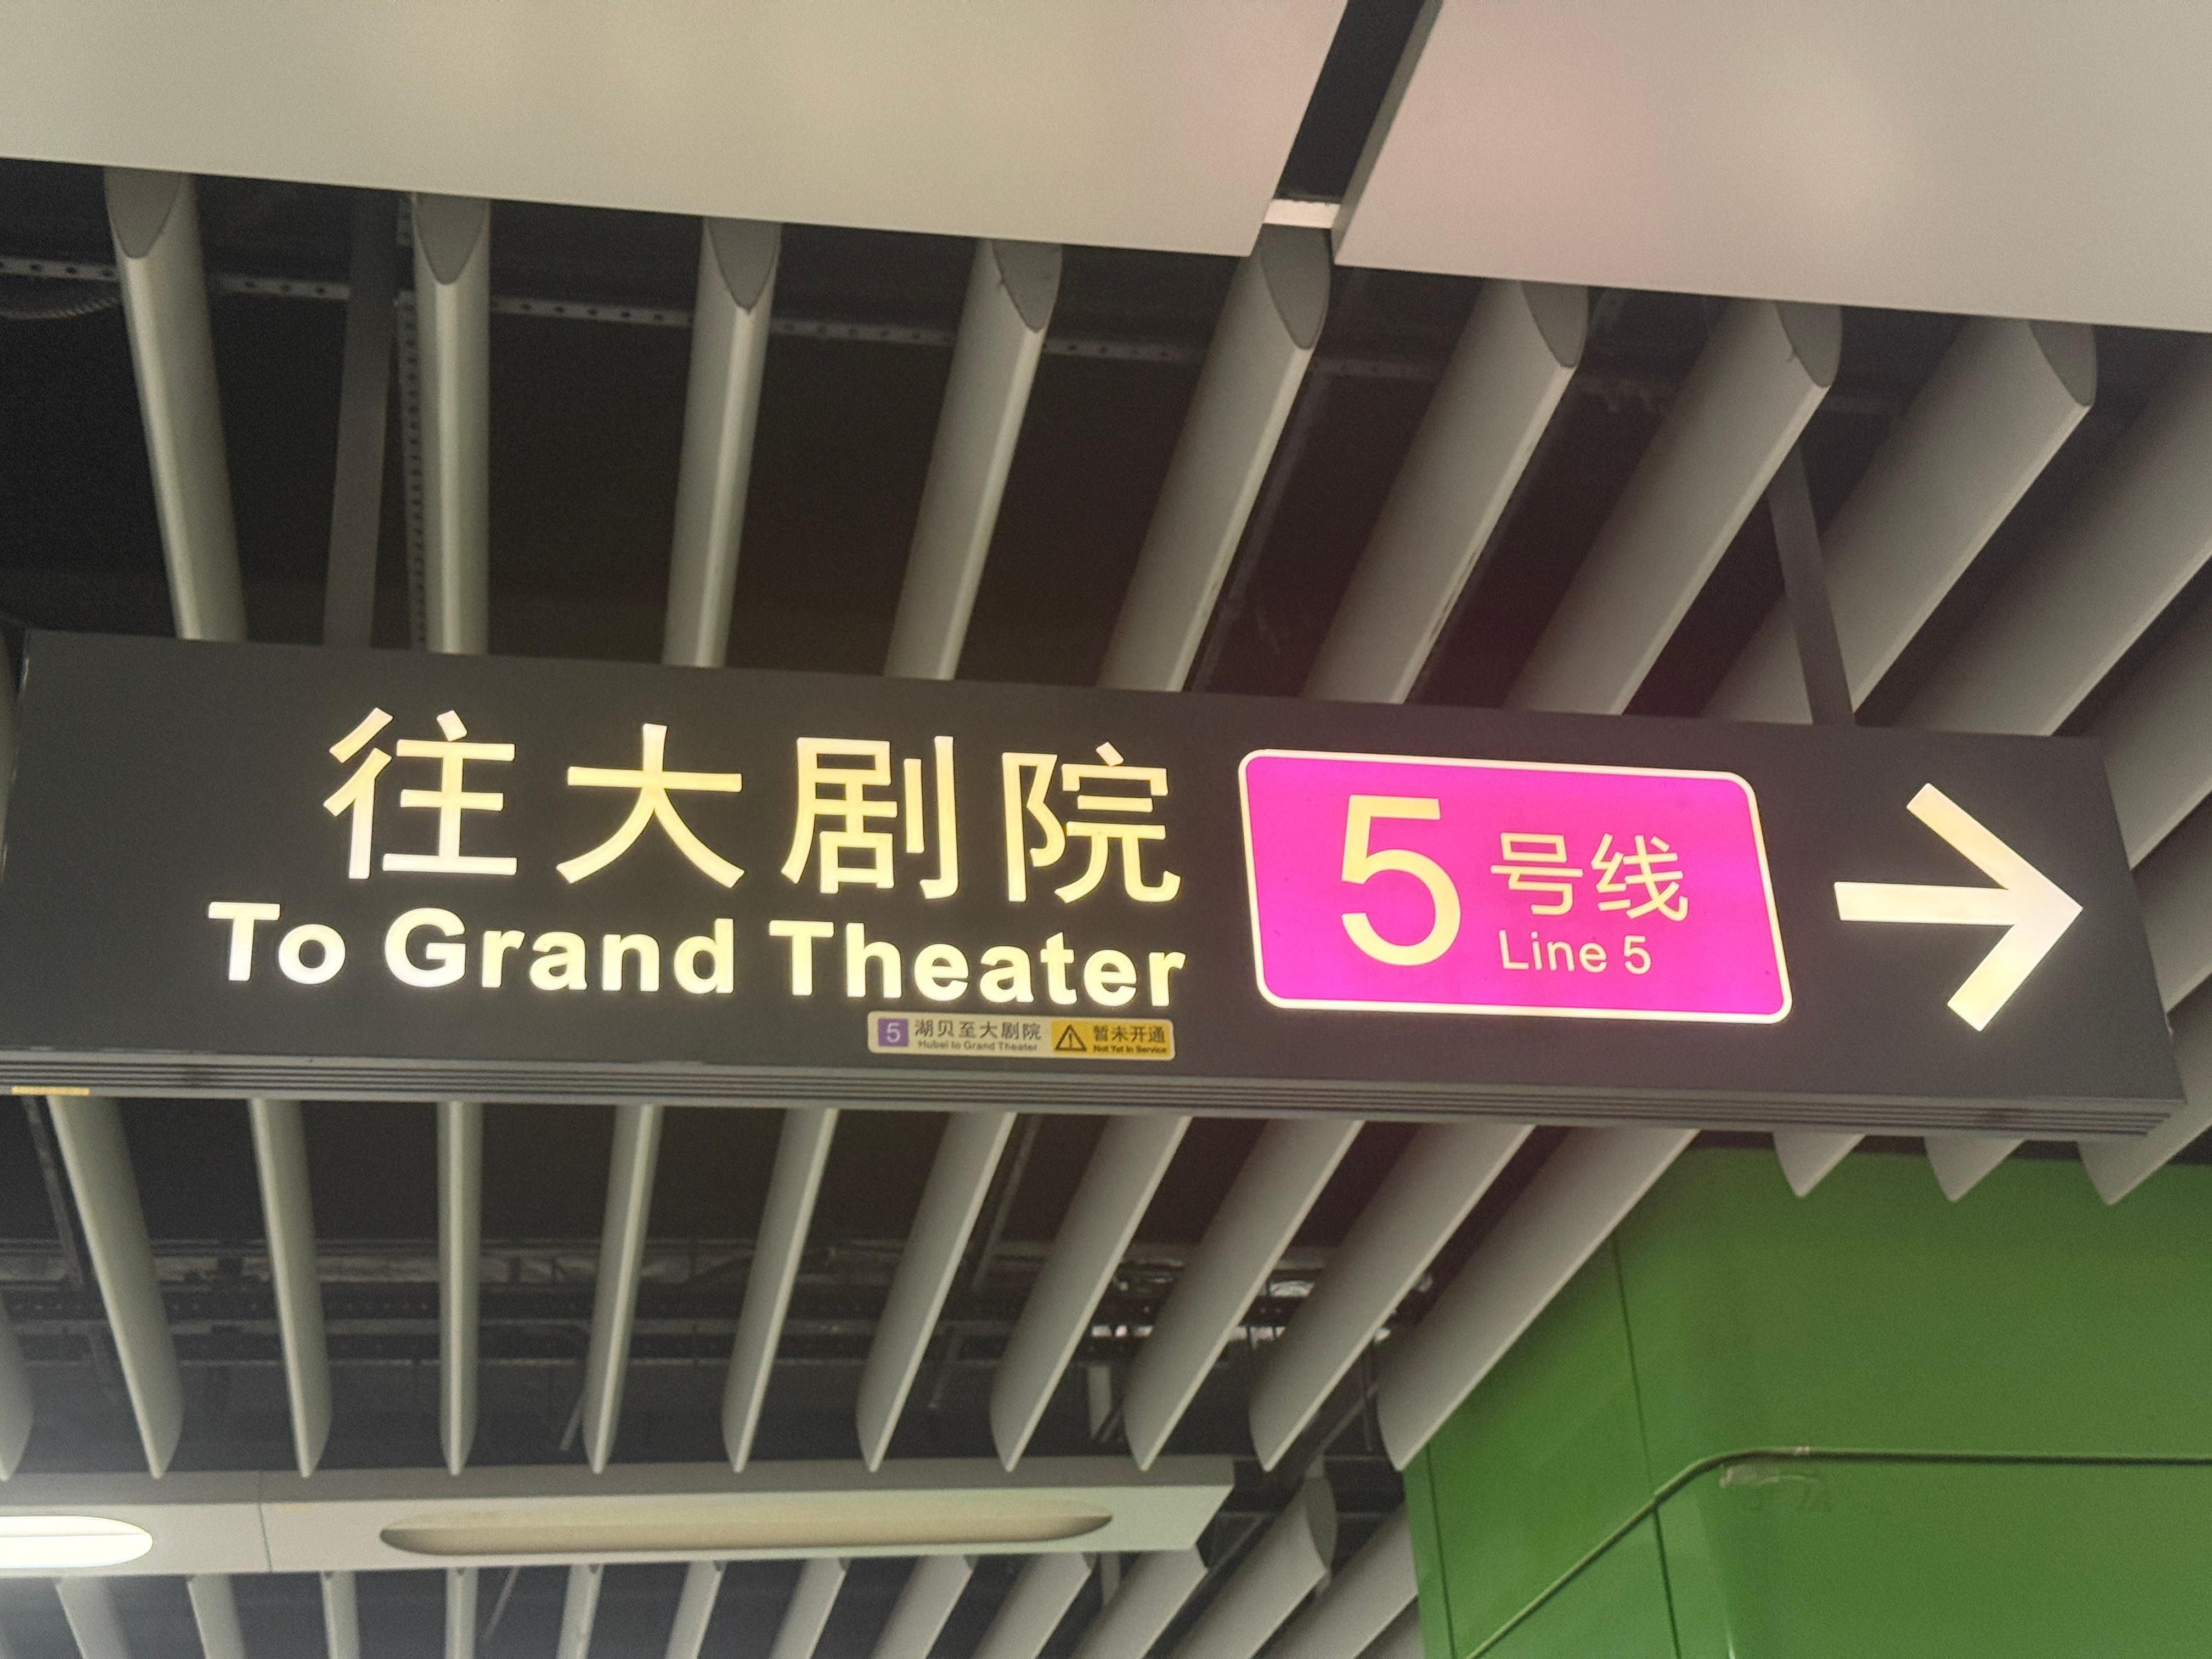 往大剧院
To Grand Theater
5 号线
Line 5
5 湖贝至大剧院
Hubei to Grand Theater
暂未开通
Not Yet In Service